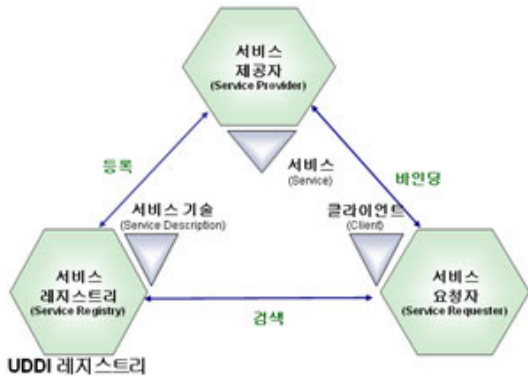 서비스
제공자
(Service Provider)
등록
서비스
(Service)
바인딩
서비스 기술
(Service Description)
클라이언트
(Client)
서비스
레지스트리
(Service Registry)
검색
서비스
요청자
(Service Requester)
UDDI 레지스트리